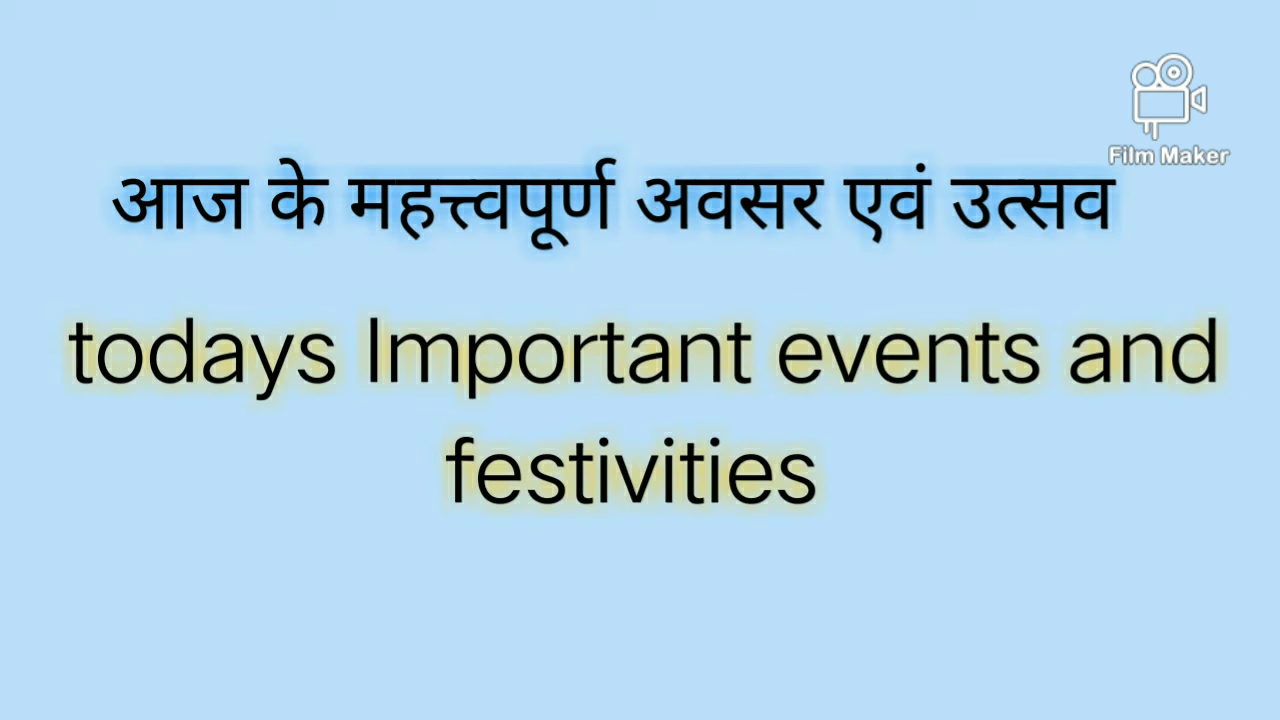 Film Maker
आज के महत्त्वपूर्ण अवसर एवं उत्सव
todays Important events and
festivities